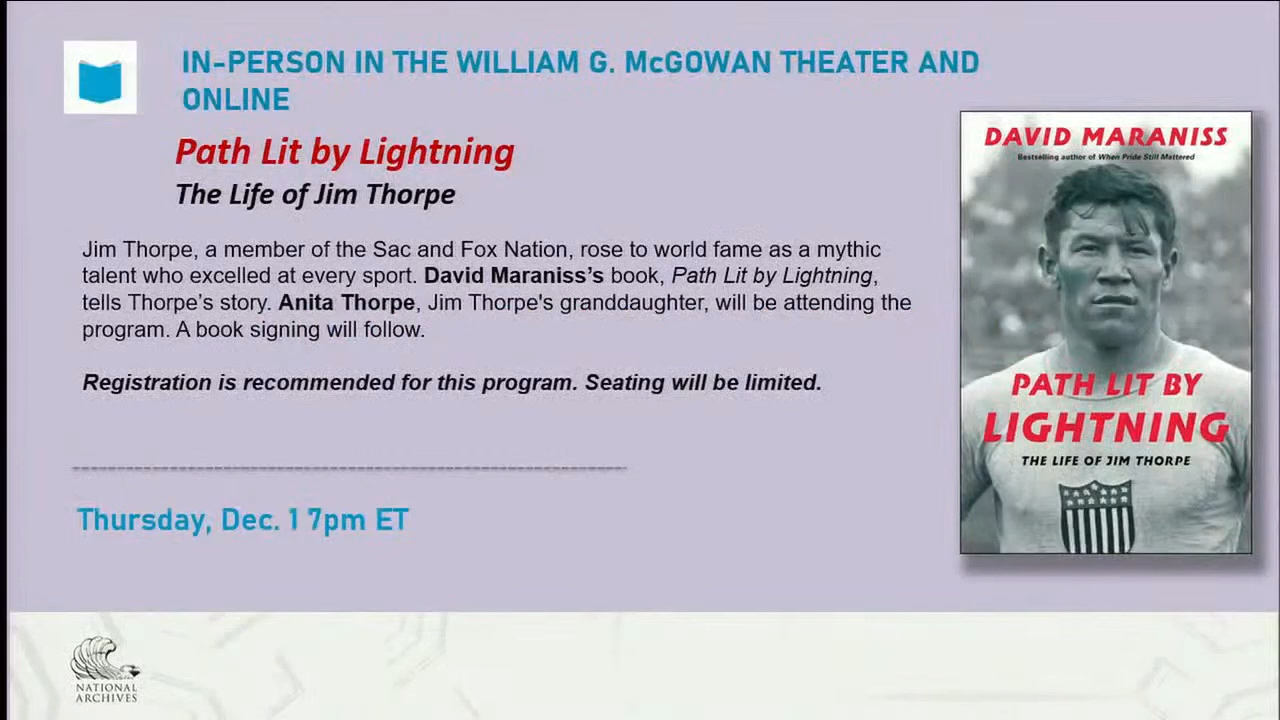 IN-PERSON IN THE WILLIAM G. McGOWAN THEATER AND
ONLINE
Path Lit by Lightning
The Life of Jim Thorpe
Jim Thorpe, a member of the Sac and Fox Nation, rose to world fame as a mythic
talent who excelled at every sport. David Maraniss’s book, Path Lit by Lightning,
tells Thorpe’s story. Anita Thorpe, Jim Thorpe's granddaughter, will be attending the
program. A book signing will follow.
Registration is recommended for this program. Seating will be limited.
Thursday, Dec. 1 7pm ET
DAVID MARANISS
Bestselling author of When Pride Still Mattered
PATH LIT BY
LIGHTNING
THE LIFE OF JIM THORPE
NATIONAL
ARCHIVES